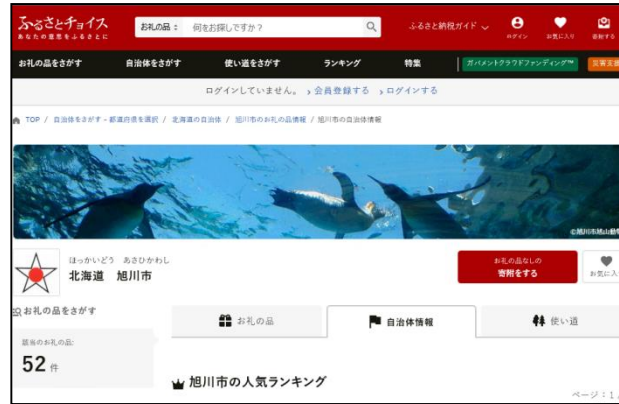 ふるさとチョイス
あなたの意思をふるさとに
お礼の品
何をお探しですか?
ふるさと納税ガイド
ログイン
お気に入り
寄附する
お礼の品をさがす 自治体をさがす 使い道をさがす ランキング 特集 ガバメントクラウドファンディング™ 災害支援
ログインしていません。 会員登録する ログインする
TOP / 自治体をさがす - 都道府県を選択 / 北海道の自治体 / 旭川市のお礼の品情報 / 旭川市の自治体情報
©旭川市旭山動物
ほっかいどう あさひかわし
北海道 旭川市
お礼の品なしの
寄附をする
お気に入
お礼の品をさがす
お礼の品
自治体情報
使い道
該当のお礼の品:
52 件
旭川市の人気ランキング
ページ:1